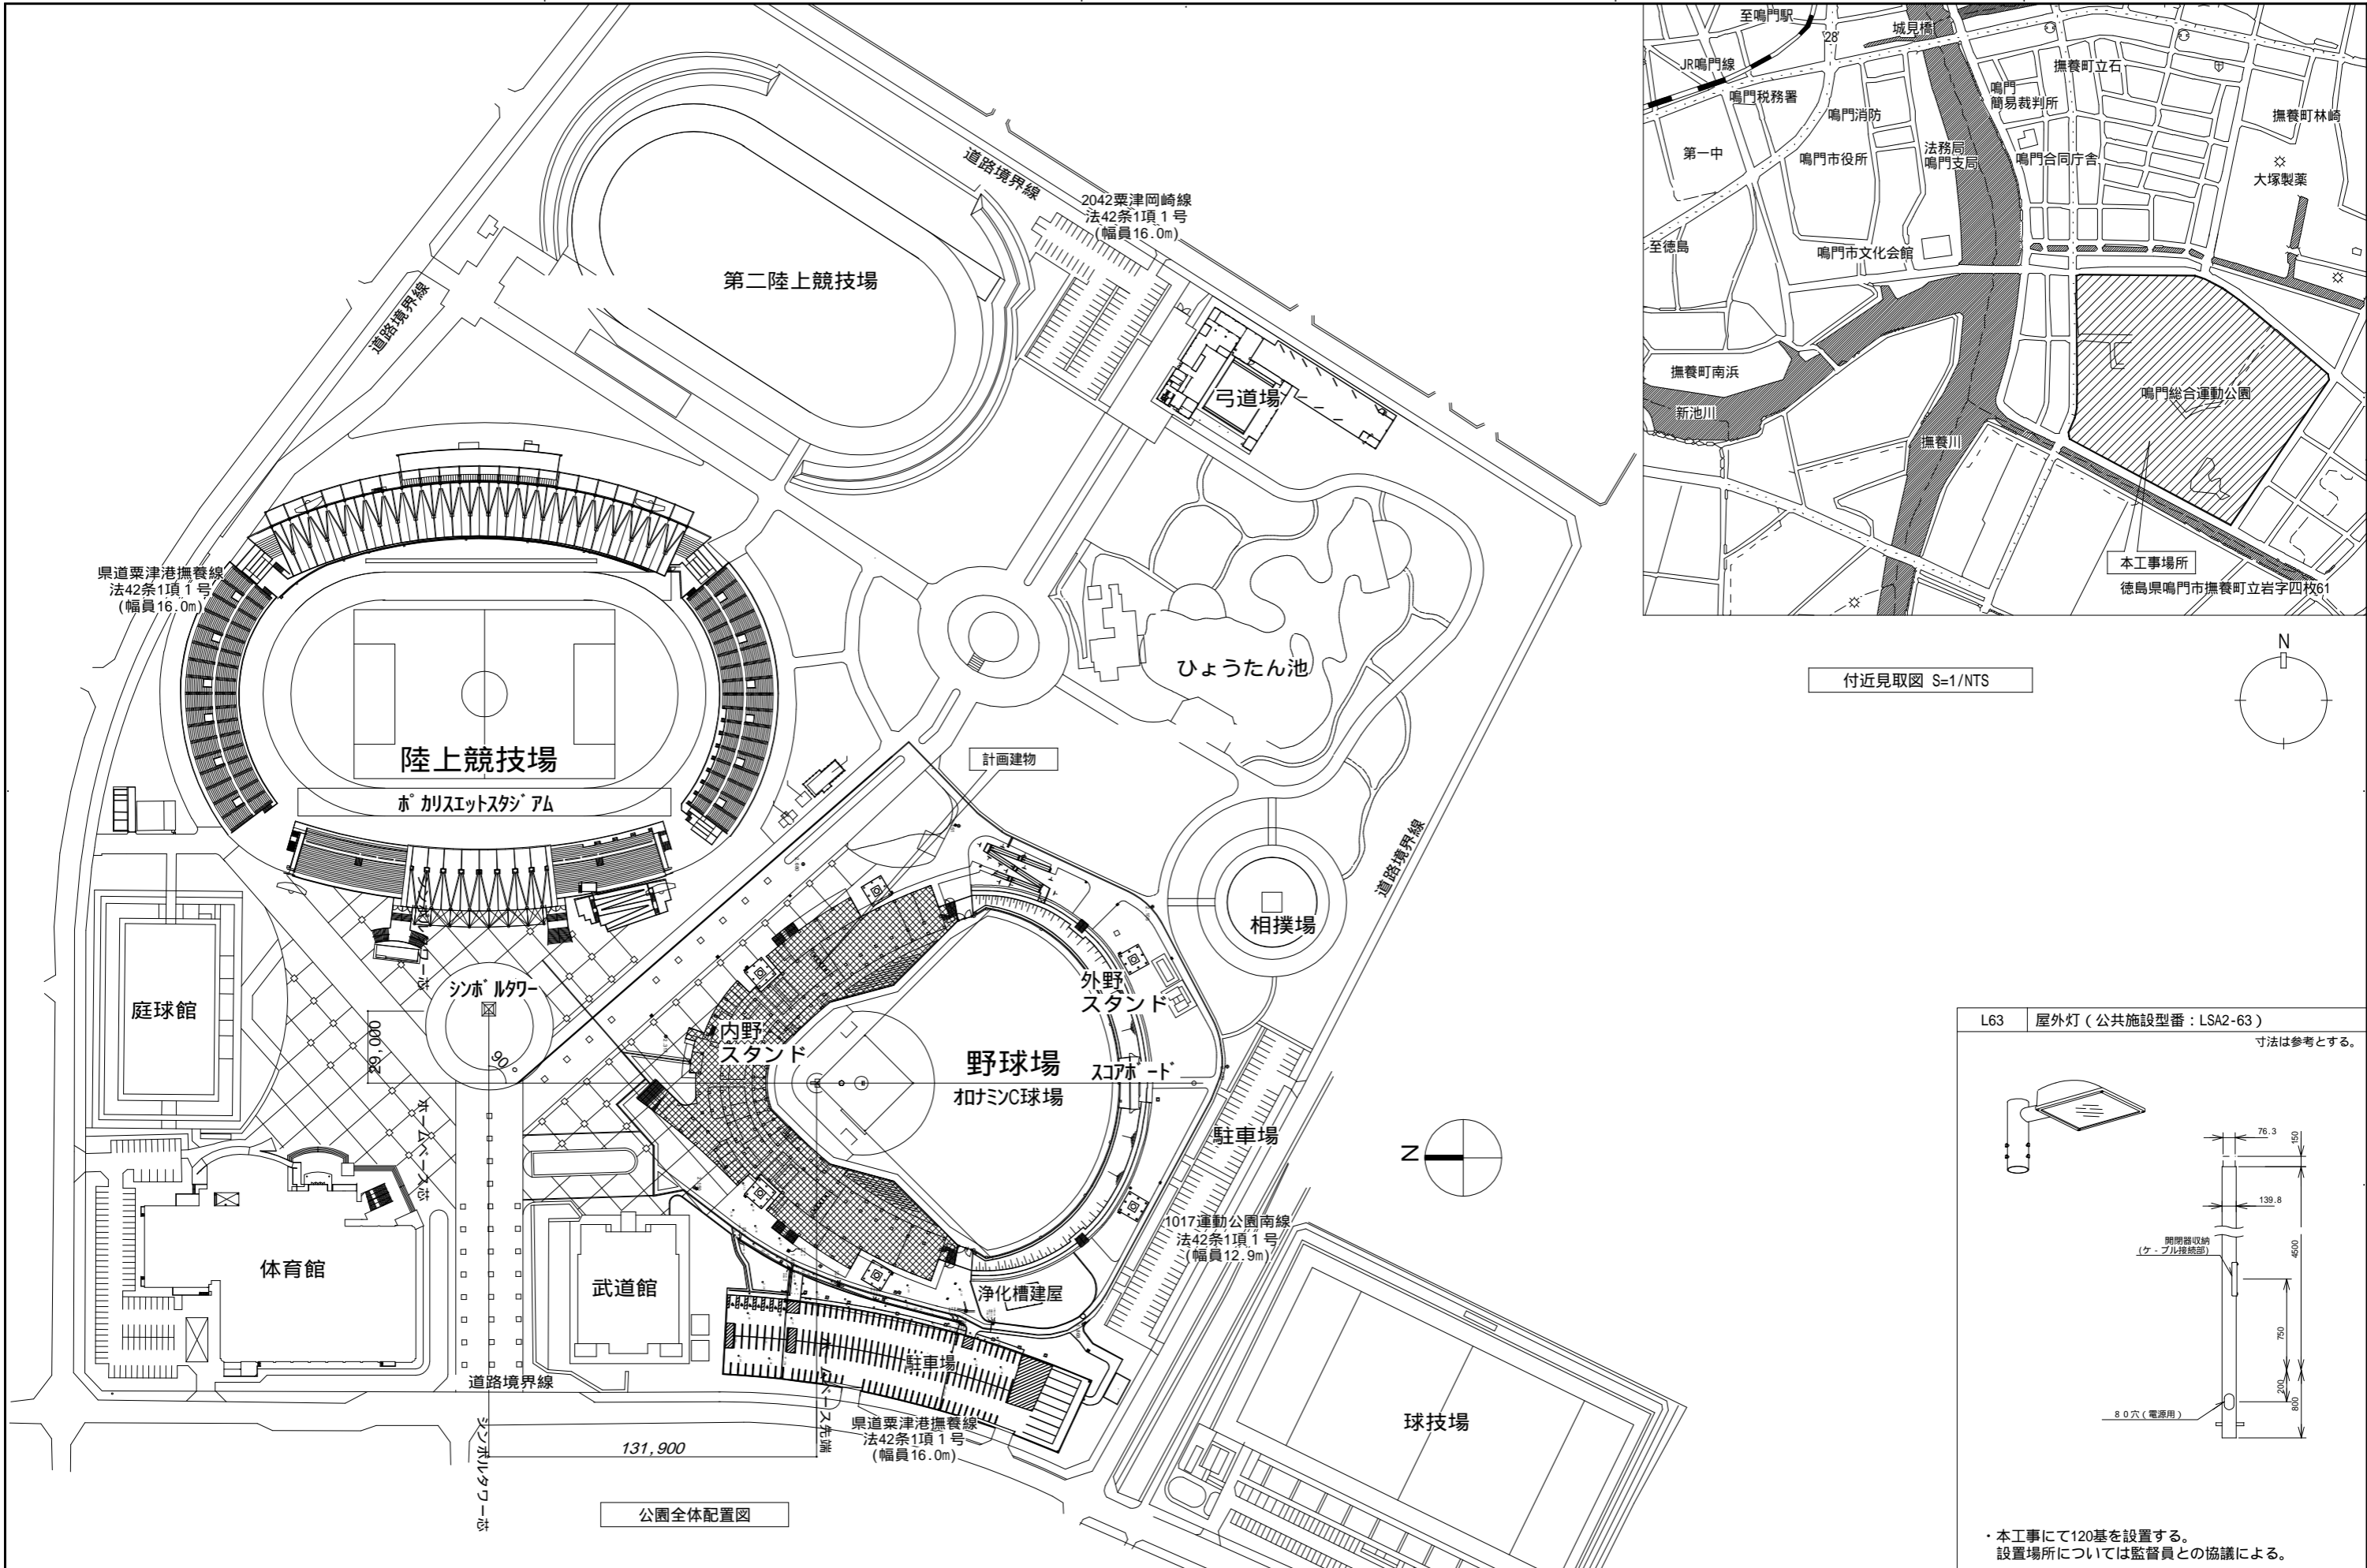 道路境界線
2042粟津岡崎線
法42条1項１号
(幅員16.0m)
第二陸上競技場
道路境界線
弓道場
県道粟津港撫養線
法42条1項１号
(幅員16.0m)
陸上競技場
ポカリスエットスタジアム
ひょうたん池
計画建物
道路境界線
相撲場
シンボルタワー
庭球館
29,000
90°
ホームベース芯
内野
スタンド
外野
スタンド
野球場
オロナミンC球場
スコアボード
駐車場
N
1017運動公園南線
法42条1項１号
(幅員12.9m)
体育館
武道館
浄化槽建屋
駐車場
道路境界線
県道粟津港撫養線
法42条1項１号
(幅員16.0m)
131,900
シンボルタワー芯
球技場
公園全体配置図
至鳴門駅
28
城見橋
JR鳴門線
鳴門税務署
鳴門消防
撫養町立石
鳴門
簡易裁判所
撫養町林崎
第一中
鳴門市役所
法務局
鳴門支局
鳴門合同庁舎
大塚製薬
至徳島
鳴門市文化会館
撫養町南浜
新池川
撫養川
鳴門総合運動公園
本工事場所
徳島県鳴門市撫養町立岩字四枚61
付近見取図 S=1/NTS
N
L63 屋外灯（公共施設型番：LSA2-63）
寸法は参考とする。
76.3
150
139.8
開閉器収納
(ケ-ブル接続部)
4500
750
200
800
８０穴（電源用）
・本工事にて120基を設置する。
設置場所については監督員との協議による。